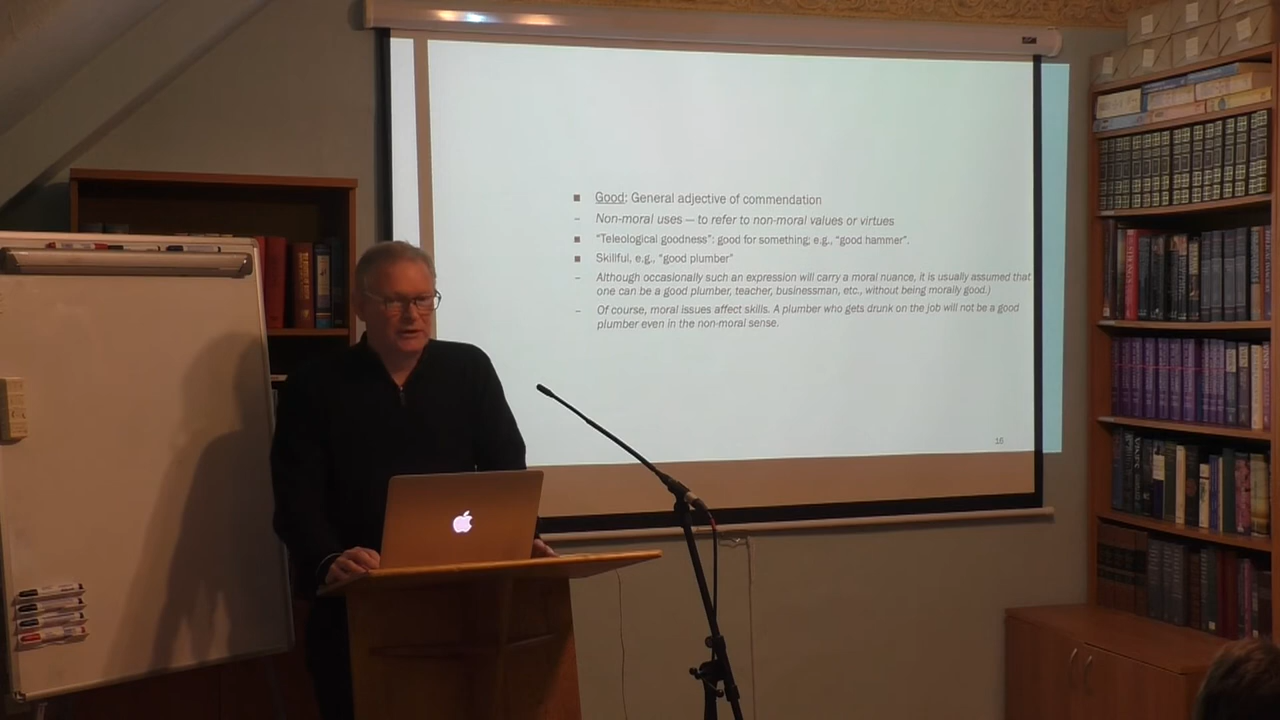 ■ Good: General adjective of commendation
– Non-moral uses — to refer to non-moral values or virtues
■ “Teleological goodness”: good for something; e.g., “good hammer”.
■ Skillful, e.g., “good plumber”
– Although occasionally such an expression will carry a moral nuance, it is usually assumed that
one can be a good plumber, teacher, businessman, etc., without being morally good.)
– Of course, moral issues affect skills. A plumber who gets drunk on the job will not be a good
plumber even in the non-moral sense.
16